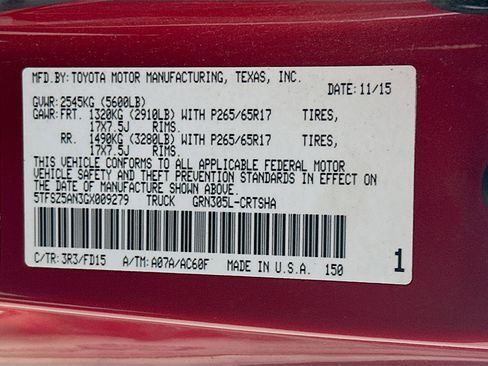 MFD.BY: TOYOTA MOTOR MANUFACTURING, TEXAS, INC.
DATE: 11/15
GVWR: 2545KG (5600LB)
GAWR: FRT. 1320KG (2910LB) WITH P265/65R17 TIRES,
17X7.5J RIMS.
RR. 1490KG (3280LB) WITH P265/65R17 TIRES,
17X7.5J RIMS.
THIS VEHICLE CONFORMS TO ALL APPLICABLE FEDERAL MOTOR
VEHICLE SAFETY AND THEFT PREVENTION STANDARDS IN EFFECT ON
THE DATE OF MANUFACTURE SHOWN ABOVE.
5TFSZ5AN3GX009279 TRUCK GRN305L-CRTSHA
C/TR: 3R3/FD15 A/TM: A07A/AC60F MADE IN U.S.A. 150 1